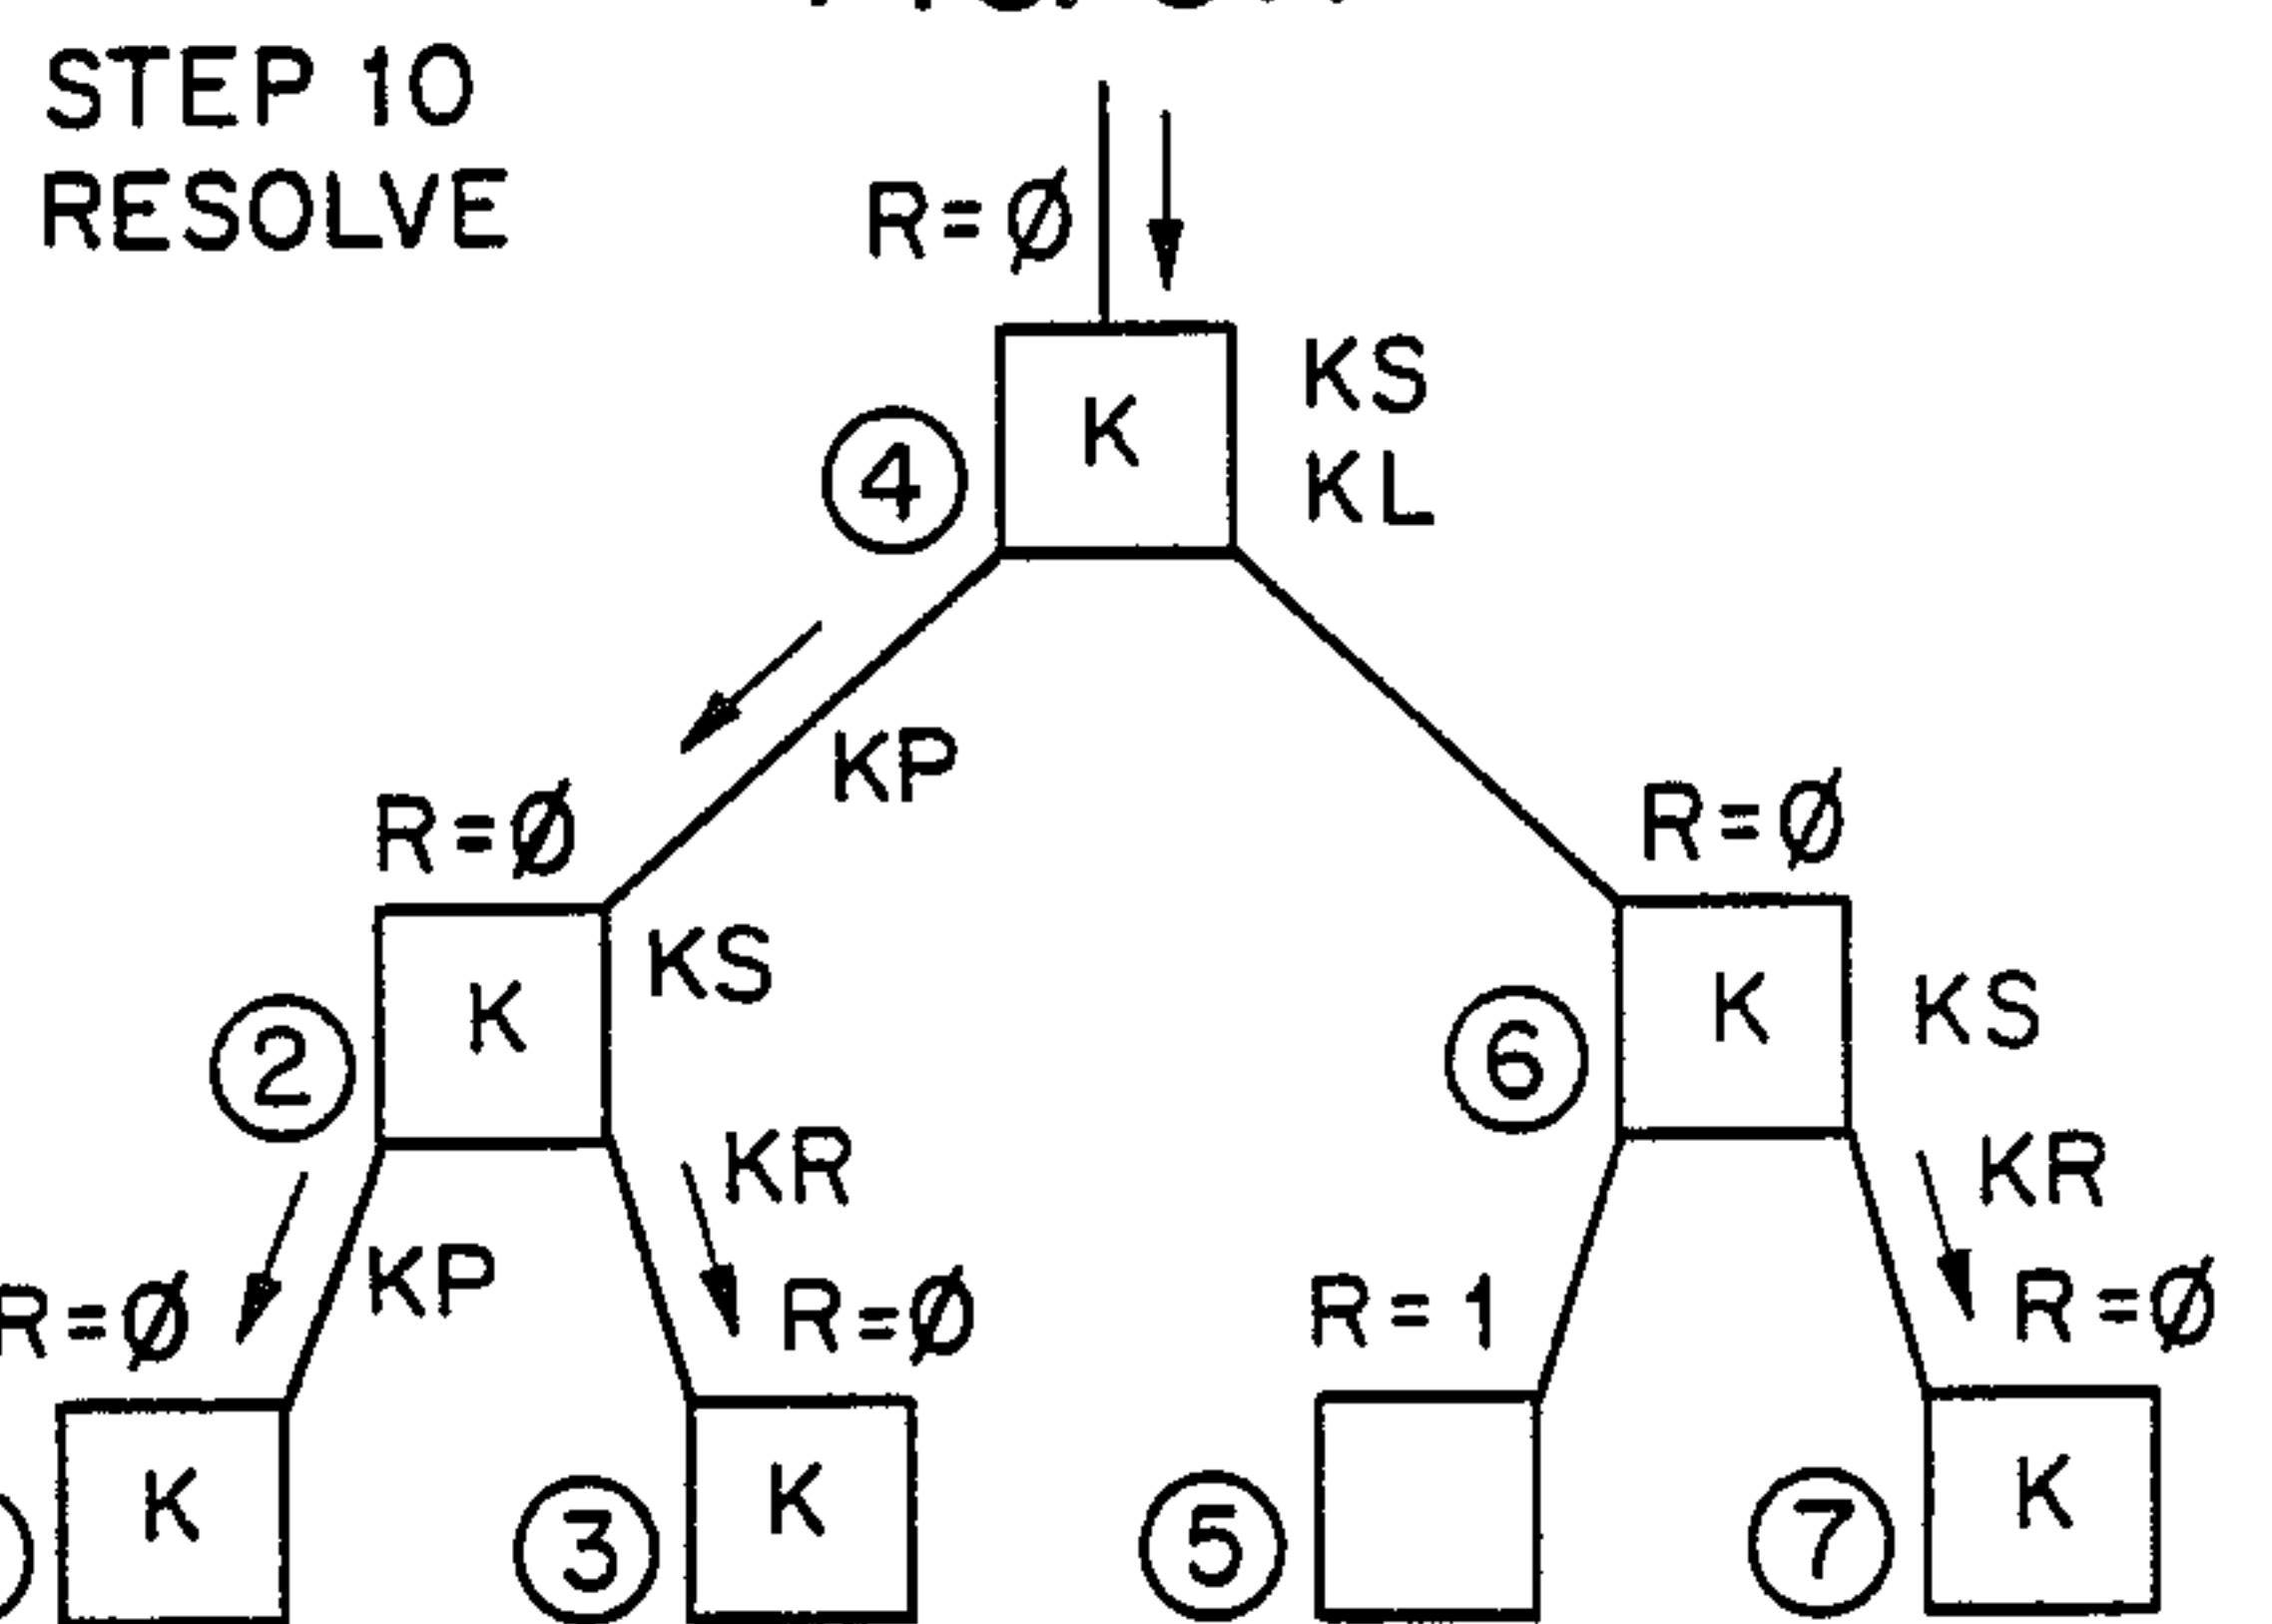 STEP 10
RESOLVE
R=Ø
KS
K
④
KL
KP
R=Ø
R=Ø
KS
K
K
KS
②
⑥
KR
KR
KP
R=Ø
R=Ø
R=1
R=Ø
K
K
K
③
⑤
⑦